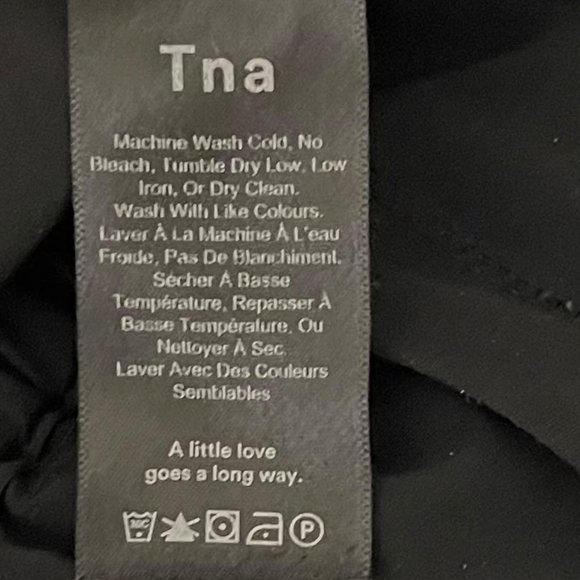 Tna
Machine Wash Cold, No
Bleach, Tumble Dry Low, Low
Iron, Or Dry Clean.
Wash With Like Colours.
Laver À La Machine À L'eau
Froide, Pas De Blanchiment,
Sécher À Basse
Température, Repasser À
Basse Température, Ou
Nettoyer À Sec.
Laver Avec Des Couleurs
Semblables
A little love
goes a long way.
30C P